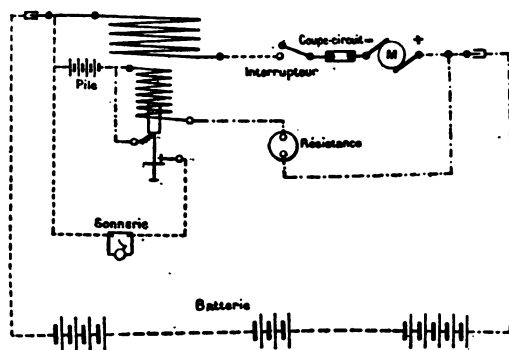 Coupe-circuit - +
M
Interrupteur
Pile
Résistance
Sonnerie
Batterie